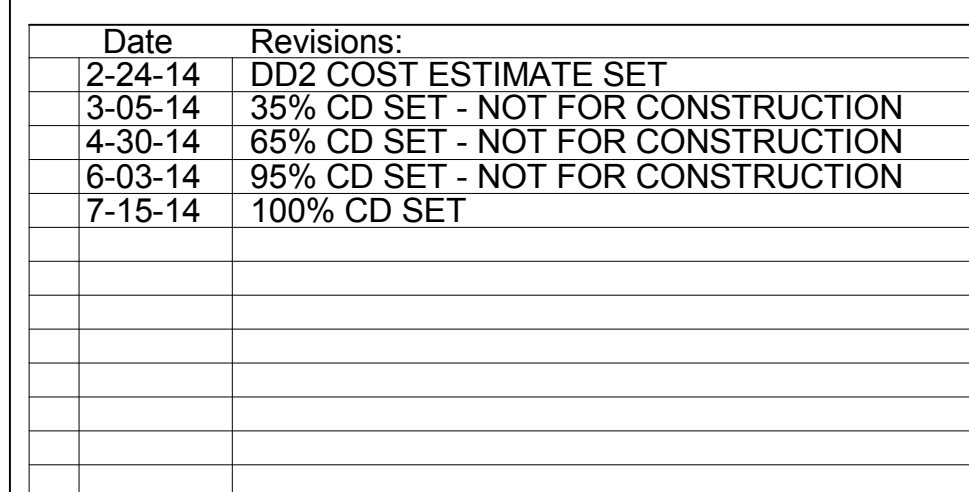 Date Revisions:
2-24-14 DD2 COST ESTIMATE SET
3-05-14 35% CD SET - NOT FOR CONSTRUCTION
4-30-14 65% CD SET - NOT FOR CONSTRUCTION
6-03-14 95% CD SET - NOT FOR CONSTRUCTION
7-15-14 100% CD SET